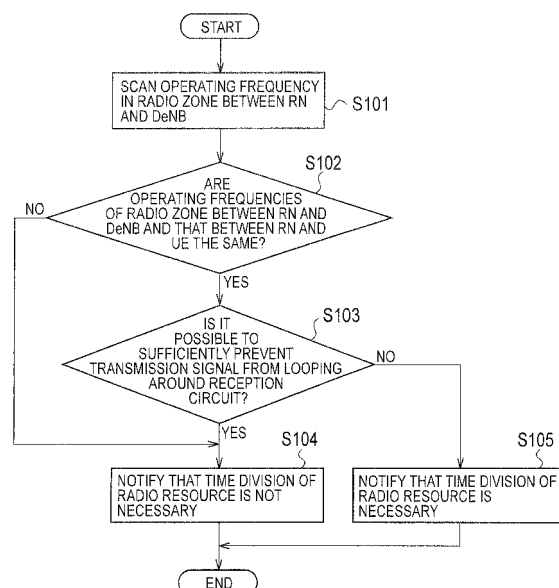 START
SCAN OPERATING FREQUENCY
IN RADIO ZONE BETWEEN RN
AND DeNB
S101
S102
ARE
OPERATING FREQUENCIES
OF RADIO ZONE BETWEEN RN AND
DeNB AND THAT BETWEEN RN AND
UE THE SAME?
NO
YES
S103
IS IT
POSSIBLE TO
SUFFICIENTLY PREVENT
TRANSMISSION SIGNAL FROM LOOPING
AROUND RECEPTION
CIRCUIT?
NO
YES
S104
NOTIFY THAT TIME DIVISION OF
RADIO RESOURCE IS NOT
NECESSARY
S105
NOTIFY THAT TIME DIVISION OF
RADIO RESOURCE IS
NECESSARY
END